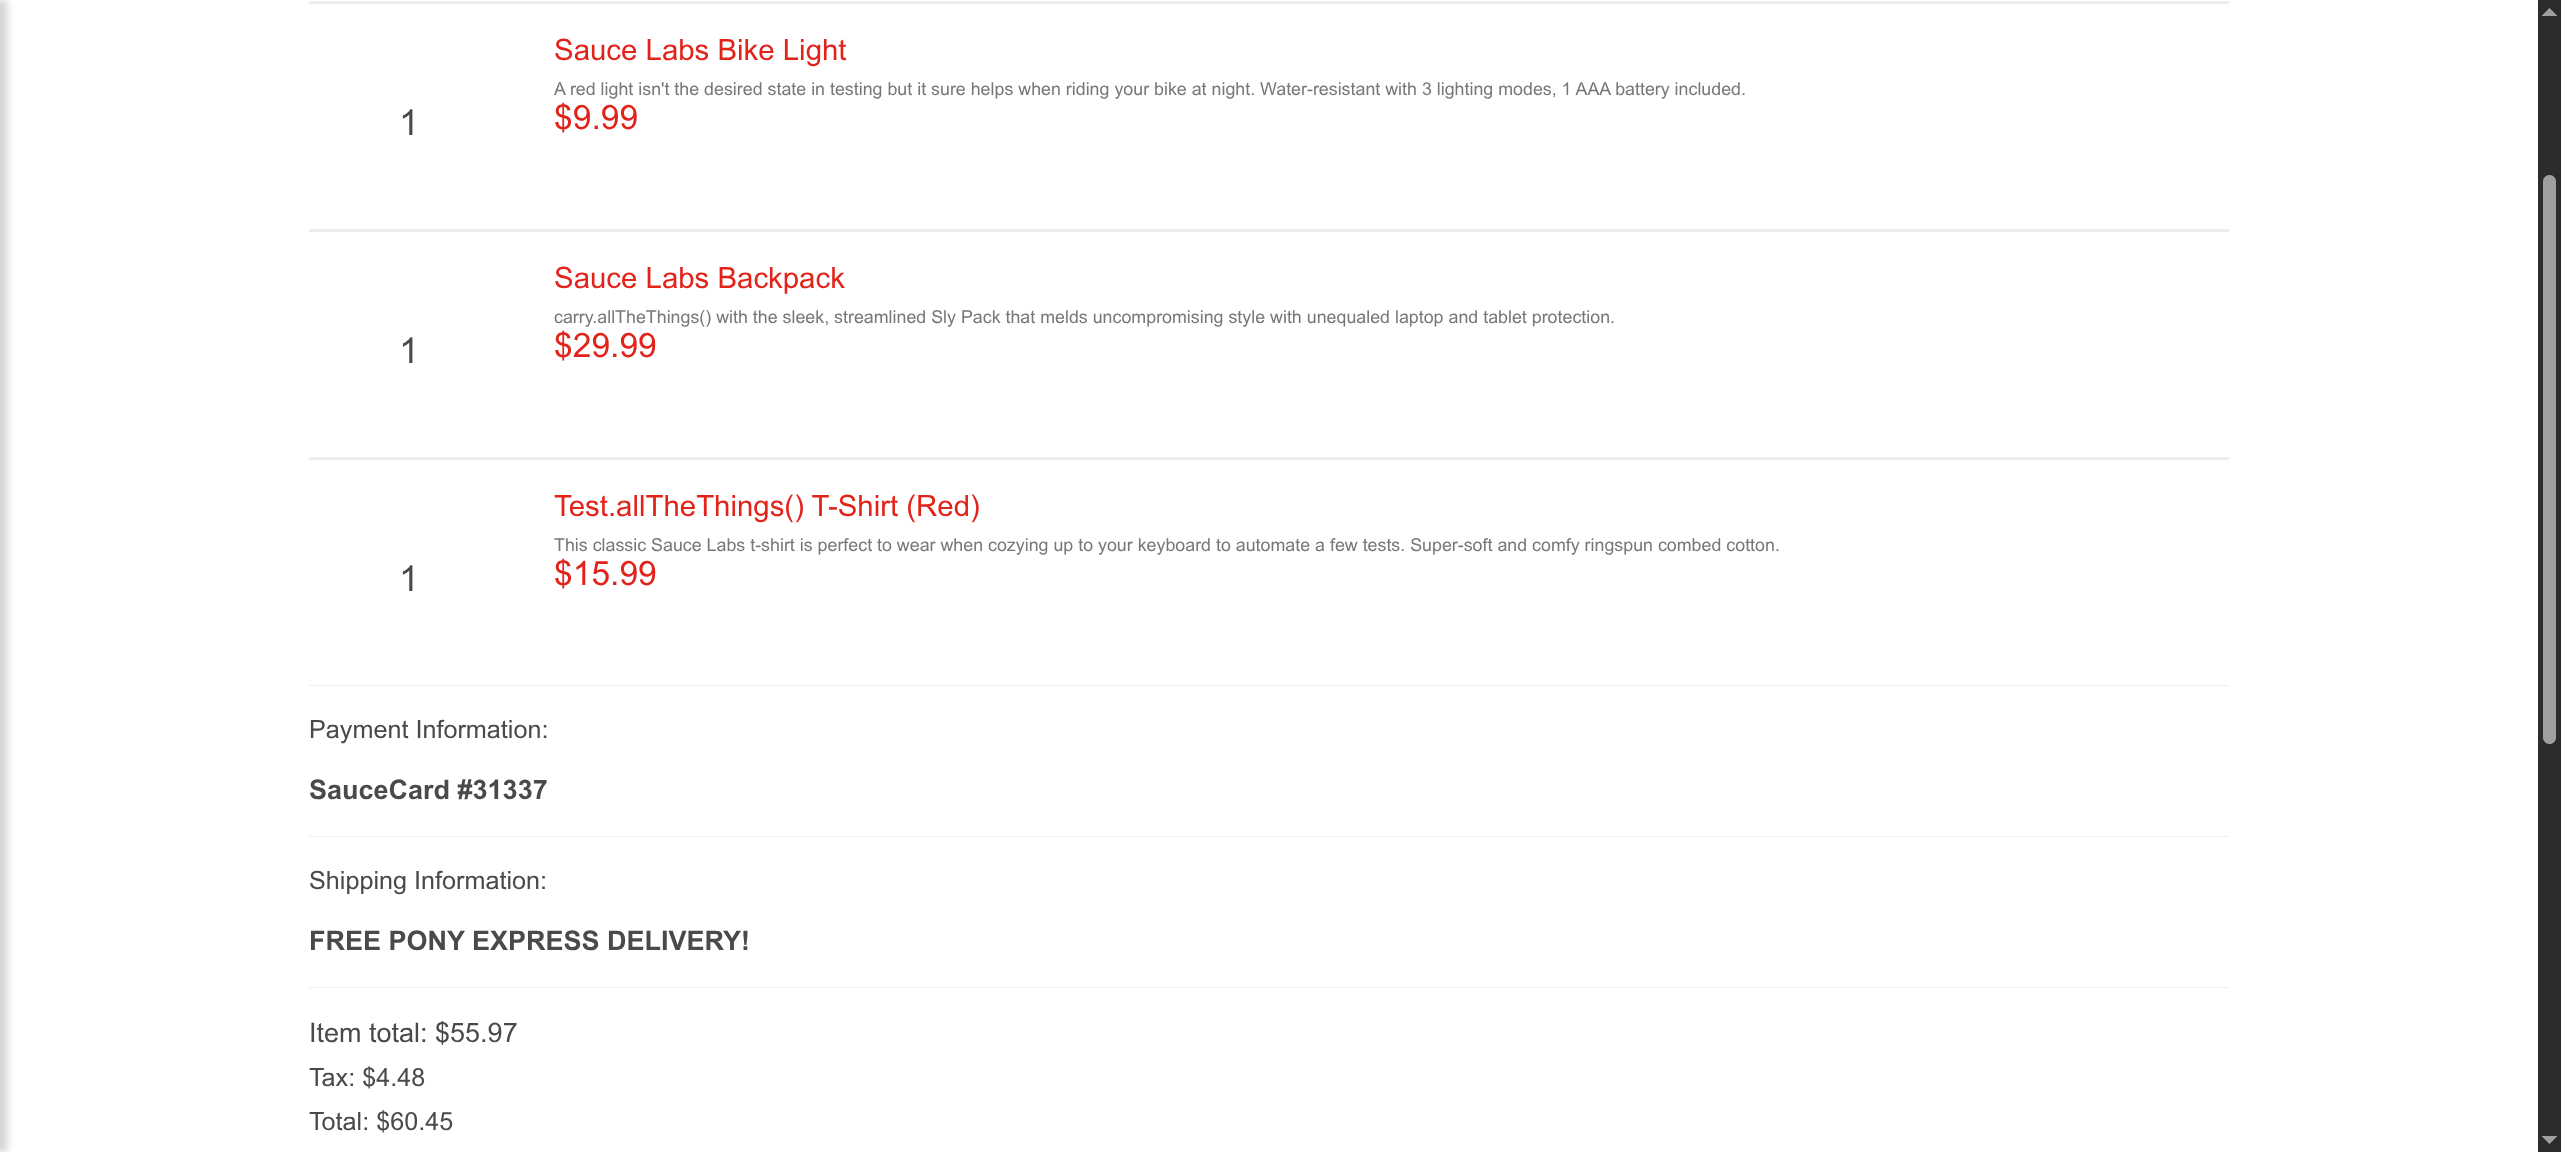 Sauce Labs Bike Light
A red light isn't the desired state in testing but it sure helps when riding your bike at night. Water-resistant with 3 lighting modes, 1 AAA battery included.
1
$9.99
Sauce Labs Backpack
carry.allTheThings() with the sleek, streamlined Sly Pack that melds uncompromising style with unequaled laptop and tablet protection.
1
$29.99
Test.allTheThings() T-Shirt (Red)
This classic Sauce Labs t-shirt is perfect to wear when cozying up to your keyboard to automate a few tests. Super-soft and comfy ringspun combed cotton.
1
$15.99
Payment Information:
SauceCard #31337
Shipping Information:
FREE PONY EXPRESS DELIVERY!
Item total: $55.97
Tax: $4.48
Total: $60.45